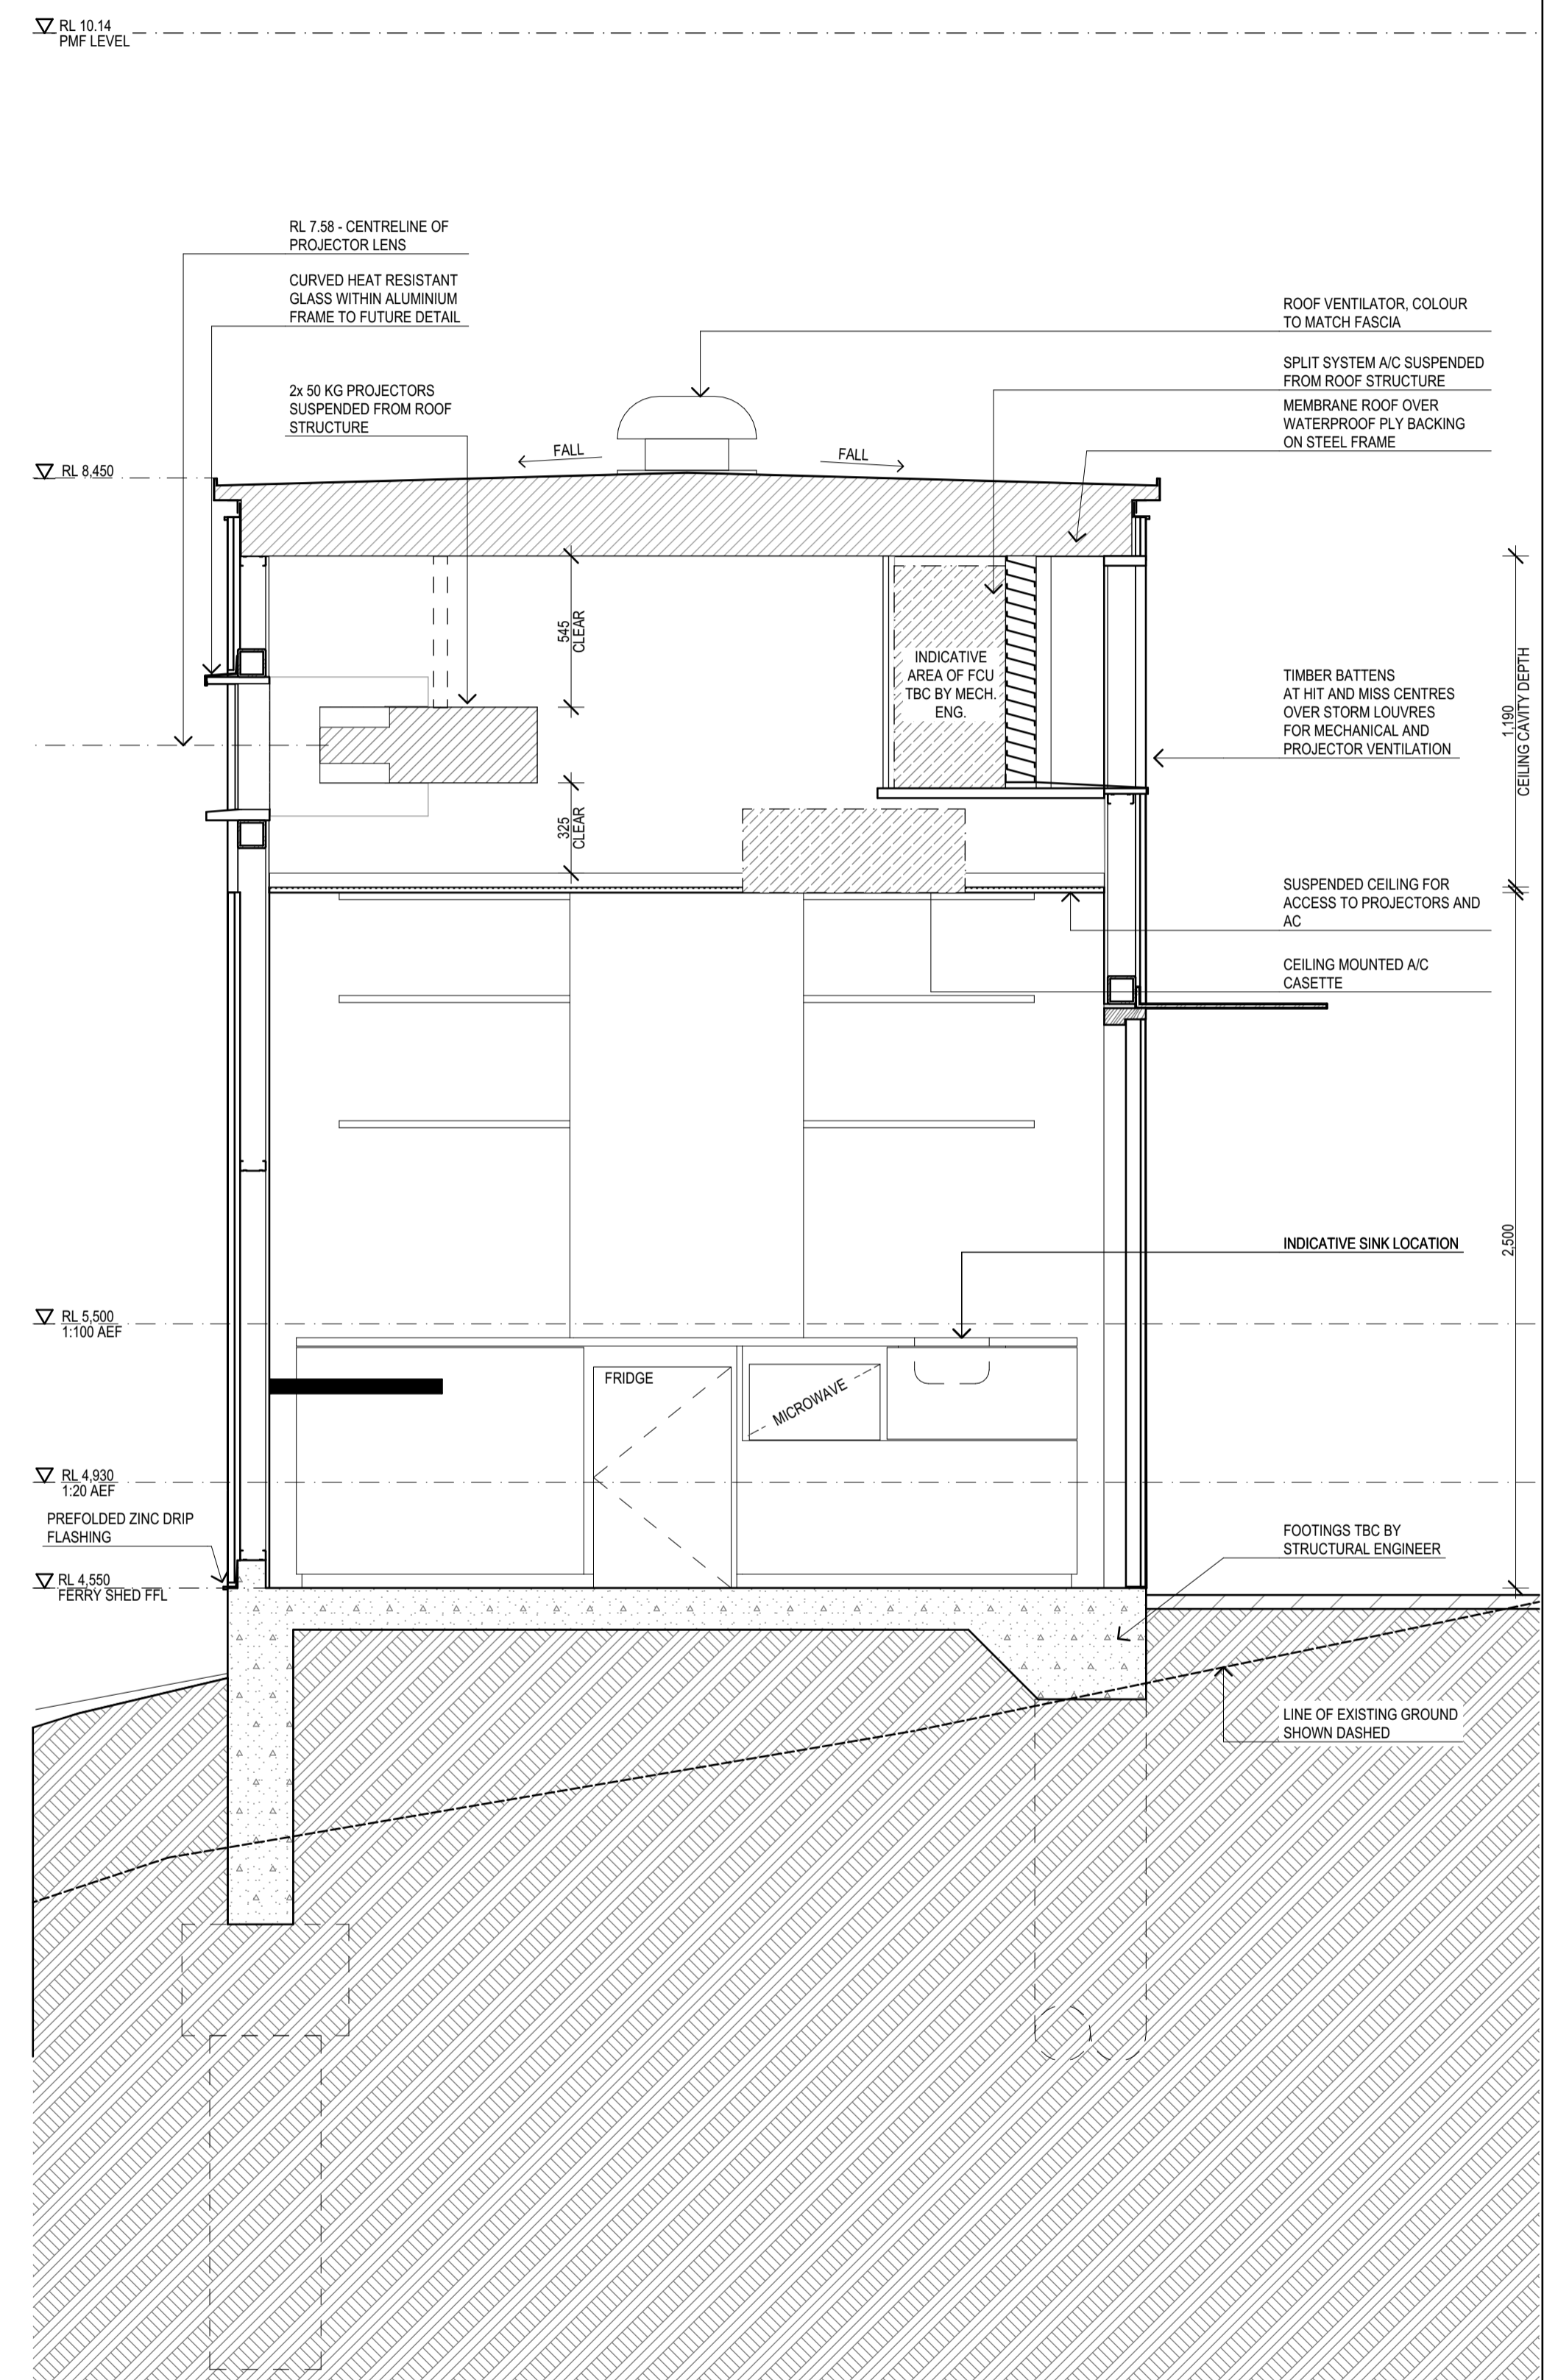 RL 10.14
PMF LEVEL
RL 7.58 - CENTRELINE OF
PROJECTOR LENS
CURVED HEAT RESISTANT
GLASS WITHIN ALUMINIUM
FRAME TO FUTURE DETAIL
2x 50 KG PROJECTORS
SUSPENDED FROM ROOF
STRUCTURE
ROOF VENTILATOR, COLOUR
TO MATCH FASCIA
SPLIT SYSTEM A/C SUSPENDED
FROM ROOF STRUCTURE
MEMBRANE ROOF OVER
WATERPROOF PLY BACKING
ON STEEL FRAME
FALL
FALL
RL 8,450
545
CLEAR
INDICATIVE
AREA OF FCU
TBC BY MECH.
ENG.
TIMBER BATTENS
AT HIT AND MISS CENTRES
OVER STORM LOUVRES
FOR MECHANICAL AND
PROJECTOR VENTILATION
1,190
CEILING CAVITY DEPTH
325
CLEAR
SUSPENDED CEILING FOR
ACCESS TO PROJECTORS AND
AC
CEILING MOUNTED A/C
CASETTE
INDICATIVE SINK LOCATION
2,500
RL 5,500
1:100 AEF
FRIDGE
MICROWAVE
RL 4,930
1:20 AEF
PREFOLDED ZINC DRIP
FLASHING
RL 4,550
FERRY SHED FFL
FOOTINGS TBC BY
STRUCTURAL ENGINEER
LINE OF EXISTING GROUND
SHOWN DASHED